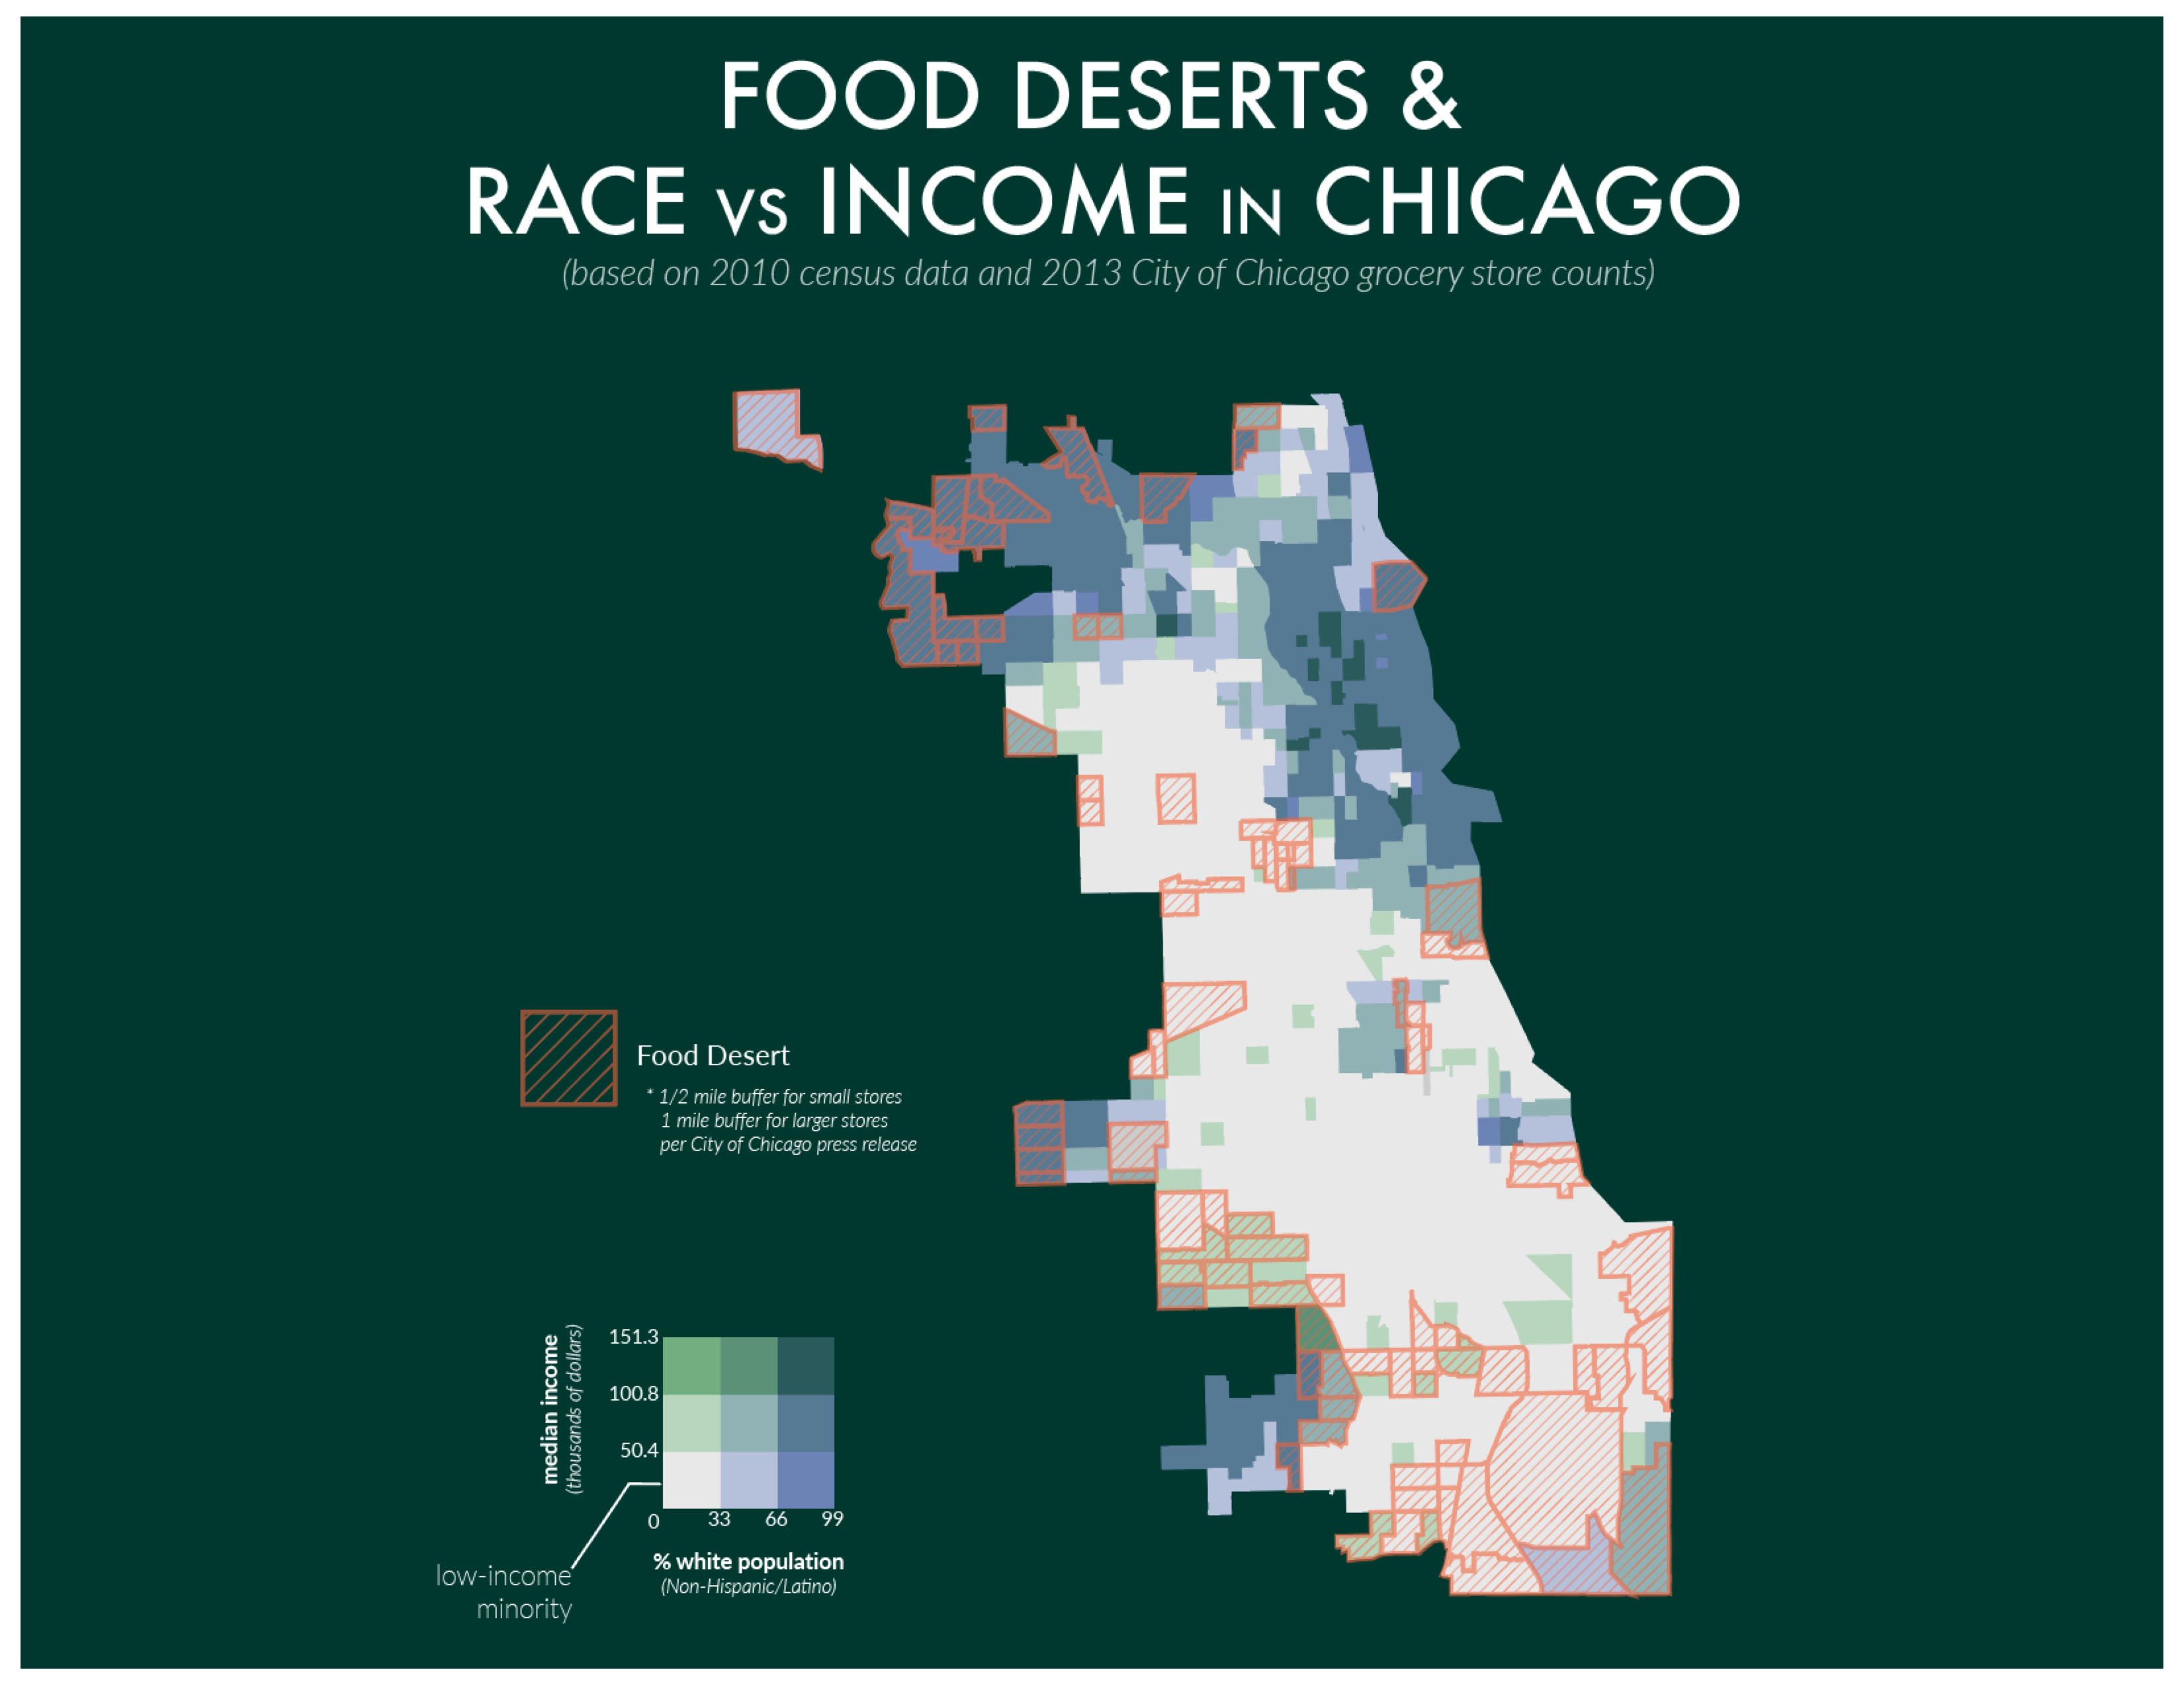 FOOD DESERTS &
RACE VS INCOME IN CHICAGO
(based on 2010 census data and 2013 City of Chicago grocery store counts)
Food Desert
* 1/2 mile buffer for small stores
1 mile buffer for larger stores
per City of Chicago press release
median income
(thousands of dollars)
151.3
100.8
50.4
0 33 66 99
% white population
(Non-Hispanic/Latino)
low-income
minority